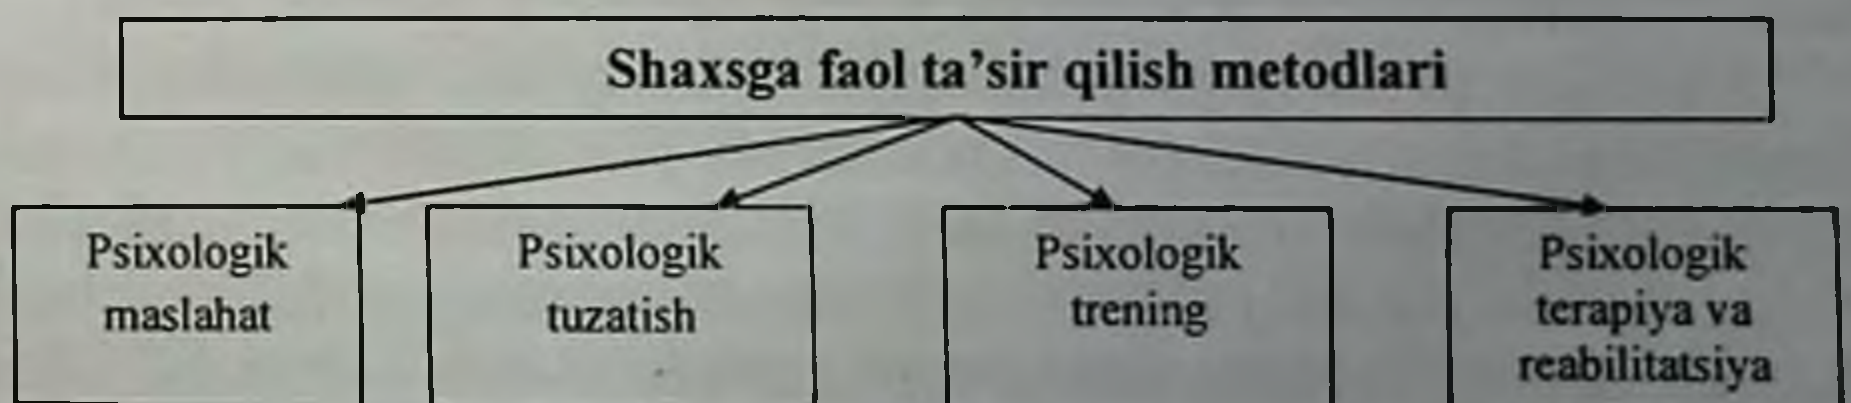 Shaxsga faol ta’sir qilish metodlari
Psixologik
maslahat
Psixologik
tuzatish
Psixologik
trening
Psixologik
terapiya va
reabilitatsiya